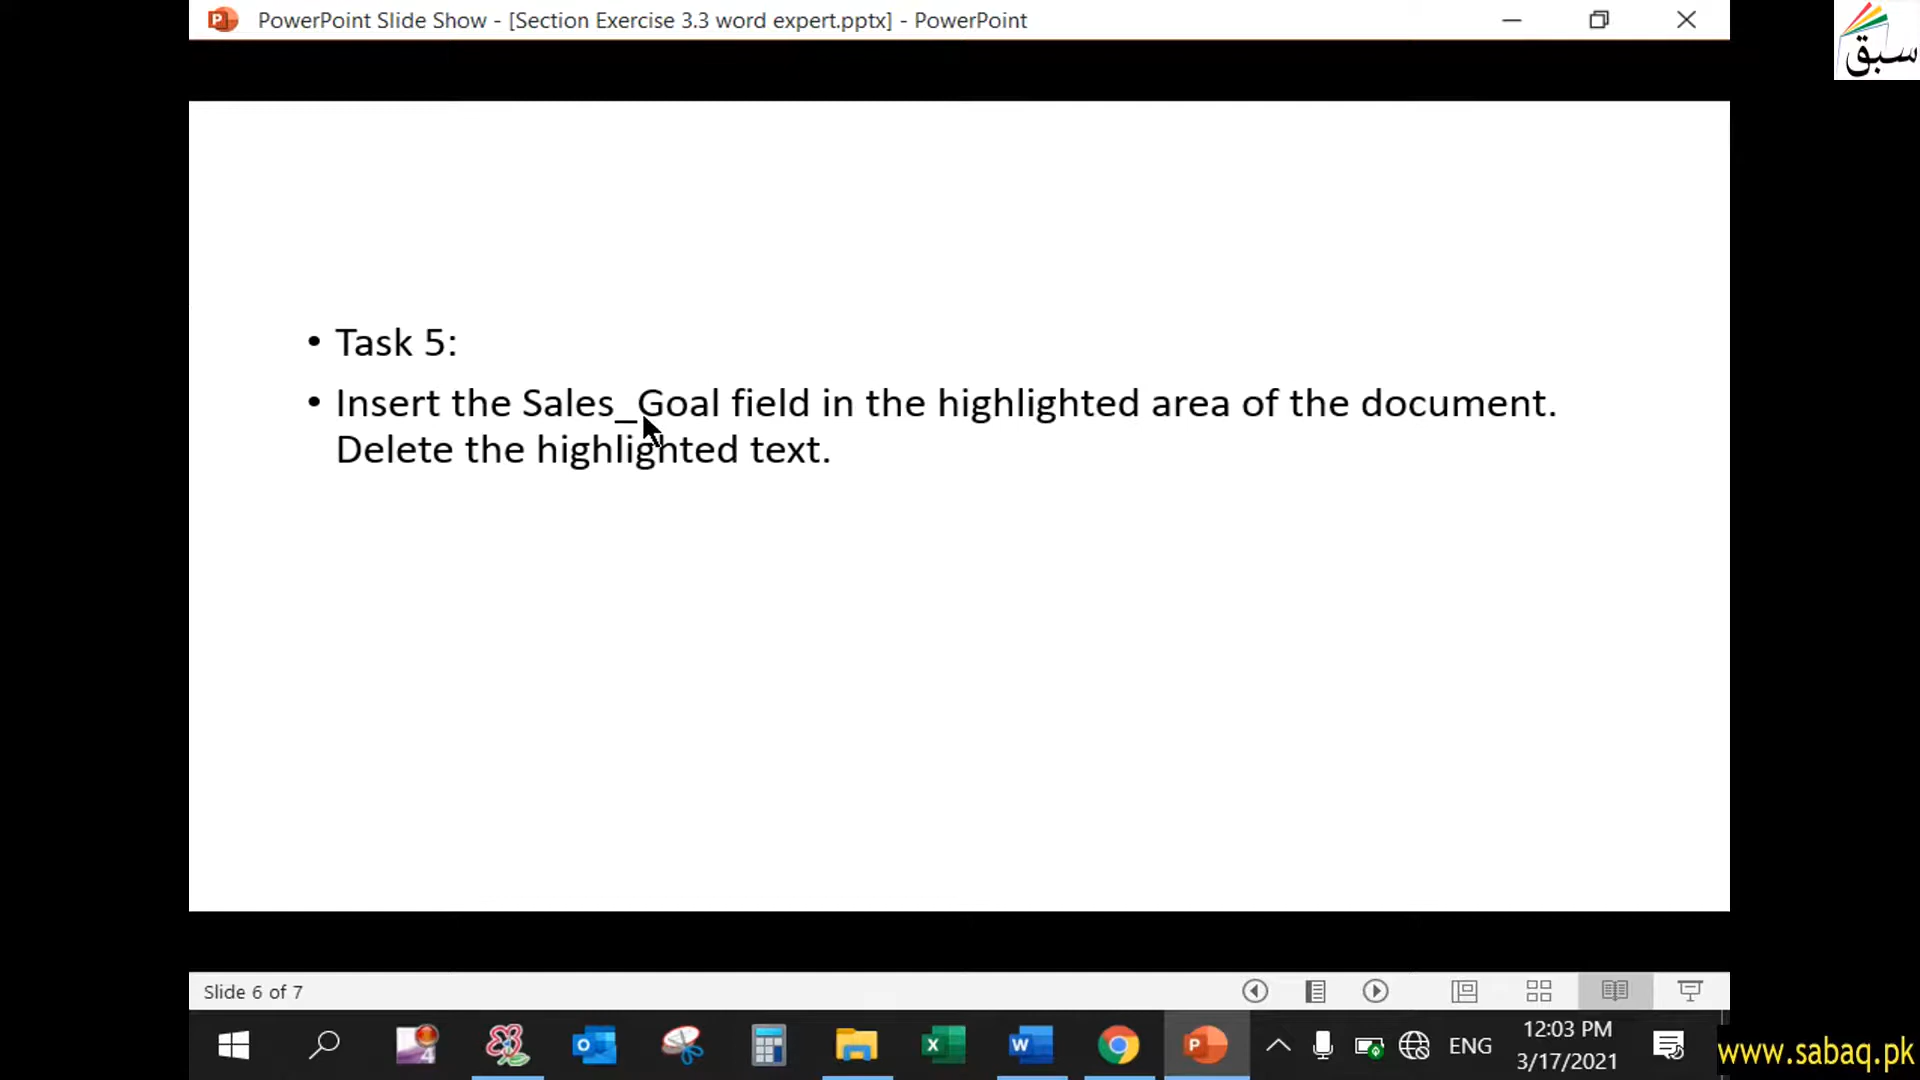 PowerPoint Slide Show - [Section Exercise 3.3 word expert.pptx] - PowerPoint
سبق
• Task 5:
• Insert the Sales_Goal field in the highlighted area of the document.
Delete the highlighted text.
Slide 6 of 7
4
ENG
12:03 PM
3/17/2021
www.sabaq.pk